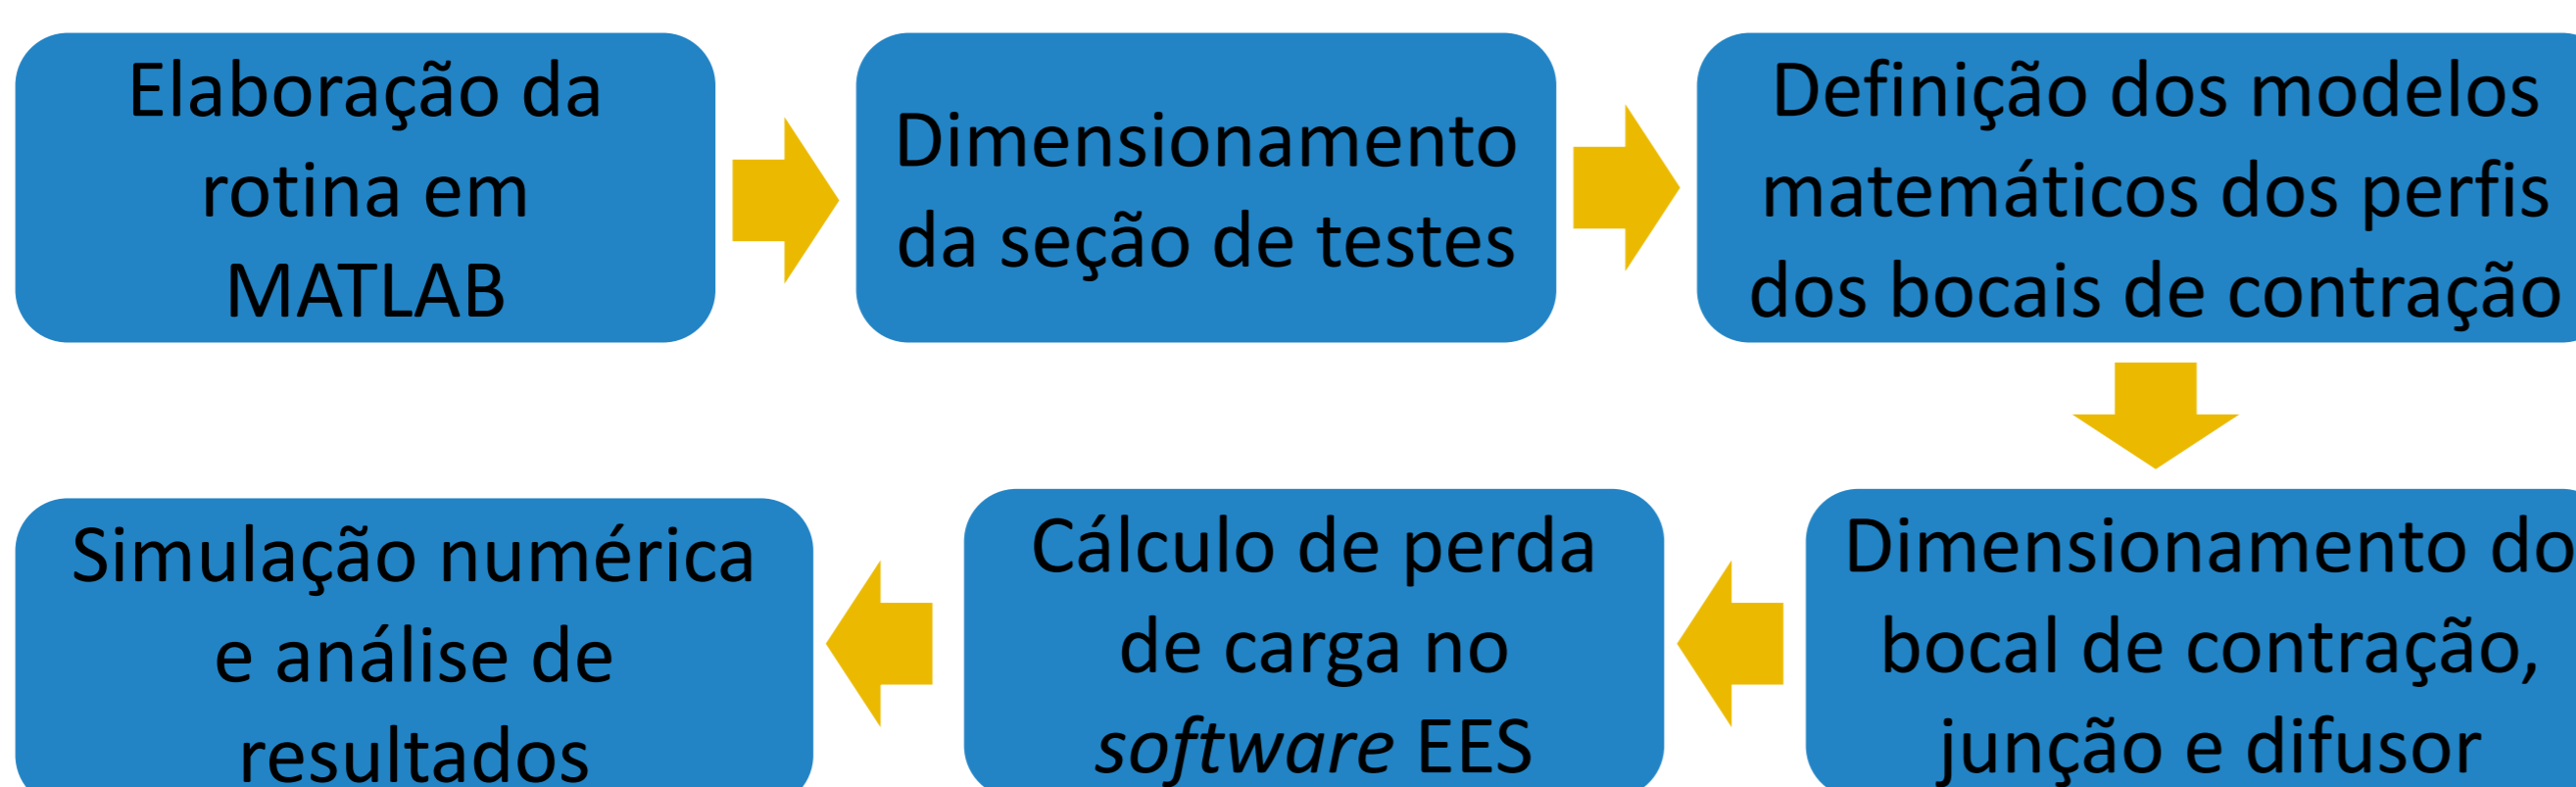 Elaboração da
rotina em
MATLAB
Dimensionamento
da seção de testes
Definição dos modelos
matemáticos dos perfis
dos bocais de contração
Dimensionamento do
bocal de contração,
junção e difusor
Cálculo de perda
de carga no
software EES
Simulação numérica
e análise de
resultados